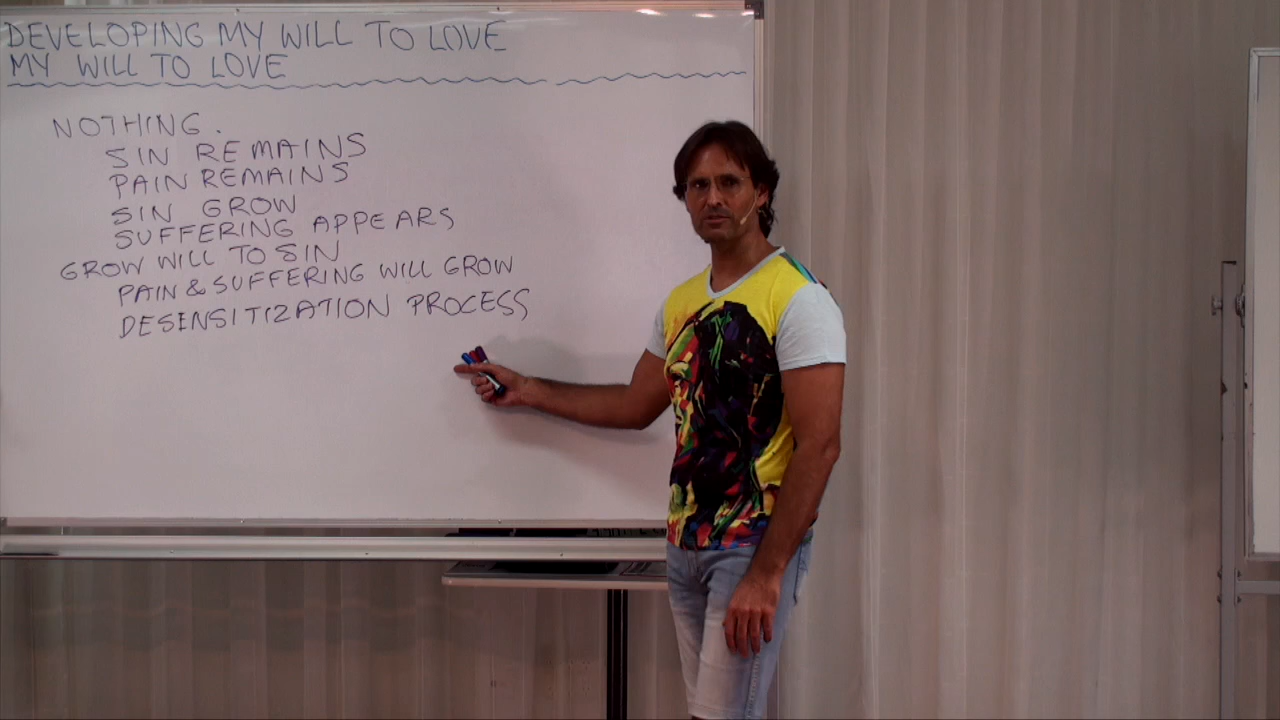 DEVELOPING MY WILL TO LOVE
MY WILL TO LOVE
NOTHING.
SIN REMAINS
PAIN REMAINS
SIN GROW
SUFFERING APPEARS
GROW WILL TO SIN
PAIN & SUFFERING WILL GROW
DESENSITIZATION PROCESS